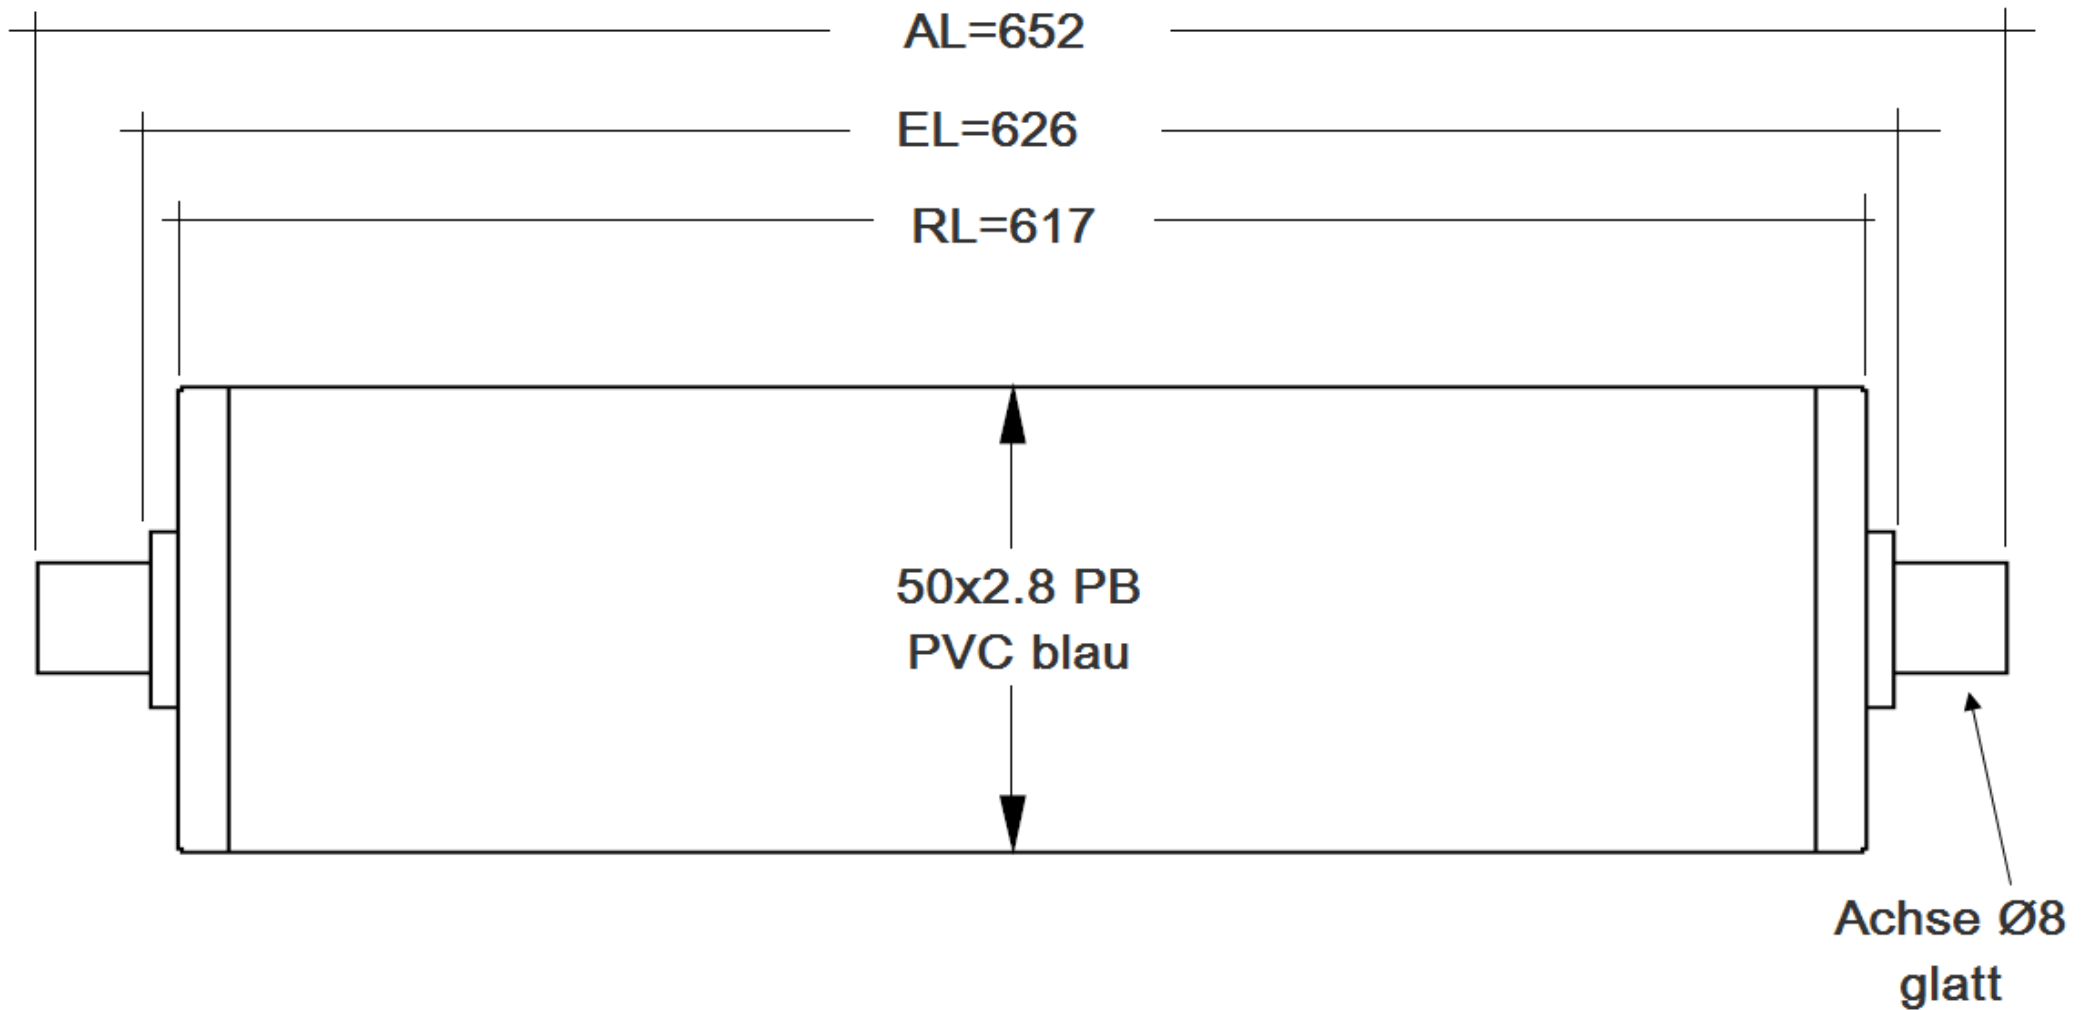 AL=652
EL=626
RL=617
50x2.8 PB
PVC blau
Achse Ø8
glatt